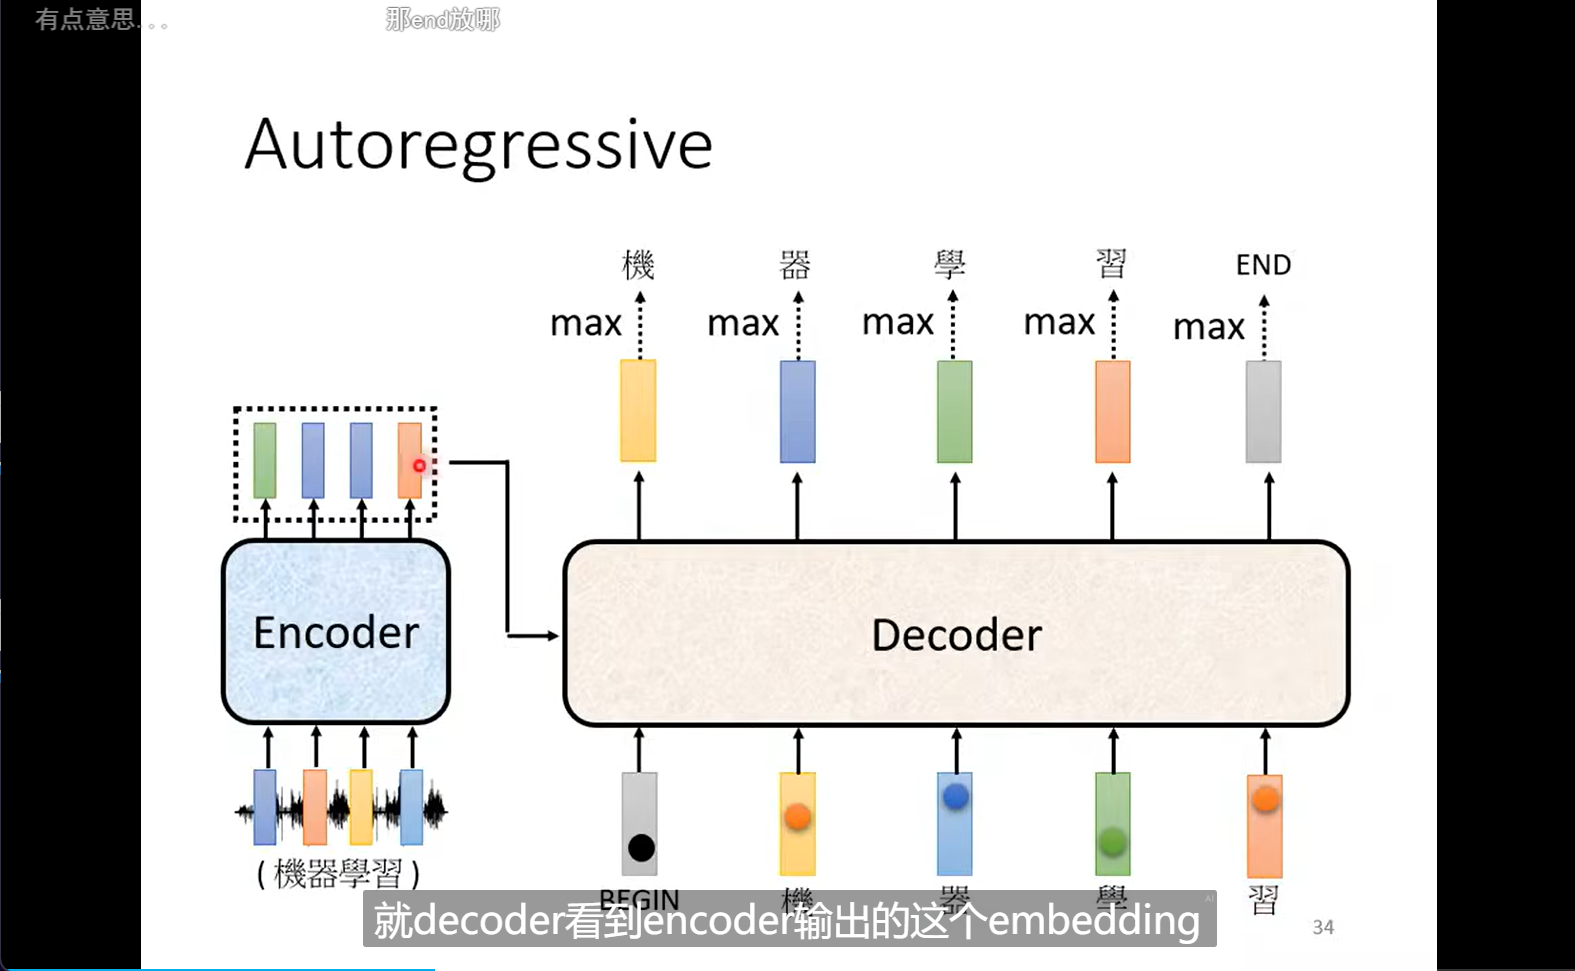 有点意思...
那end放哪
Autoregressive
機 器 學 習 END
max max max max max
Encoder
Decoder
(機器學習)
BEGIN 機 器 學 習
就decoder看到encoder输出的这个embedding
AI
34